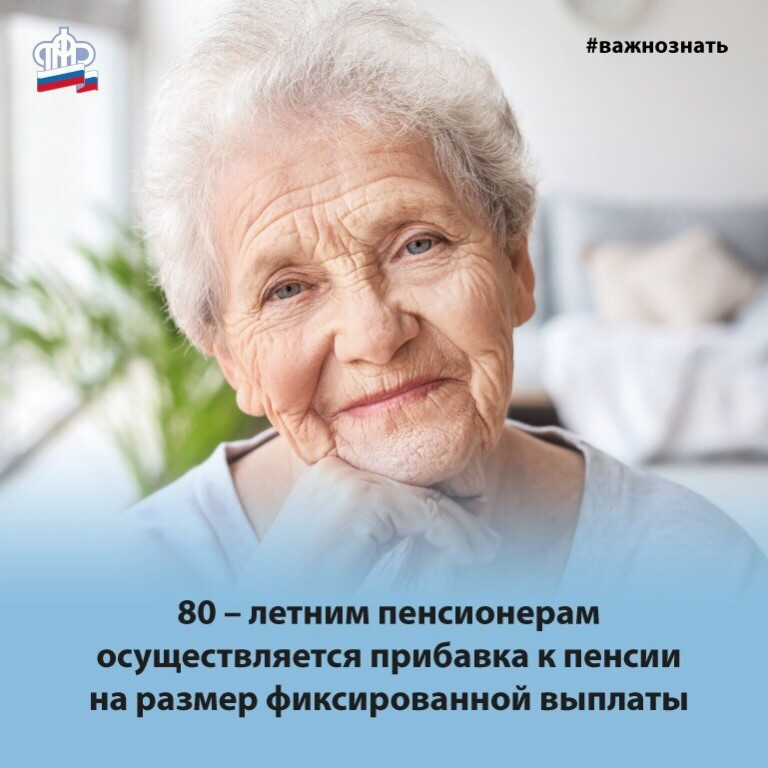 #важнознать
80 – летним пенсионерам
осуществляется прибавка к пенсии
на размер фиксированной выплаты